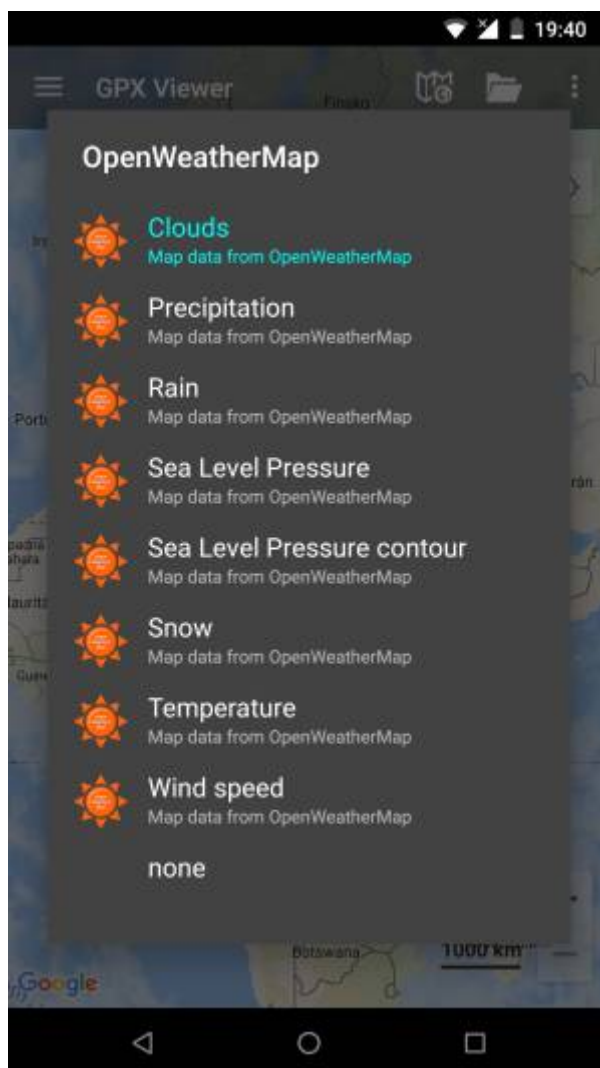 19:40
GPX Viewer
Finsko
OpenWeatherMap
Clouds
Map data from OpenWeatherMap
Precipitation
Map data from OpenWeatherMap
Rain
Map data from OpenWeatherMap
Sea Level Pressure
Map data from OpenWeatherMap
Sea Level Pressure contour
Map data from OpenWeatherMap
Snow
Map data from OpenWeatherMap
Temperature
Map data from OpenWeatherMap
Wind speed
Map data from OpenWeatherMap
none
Botswana
1000 km
Google